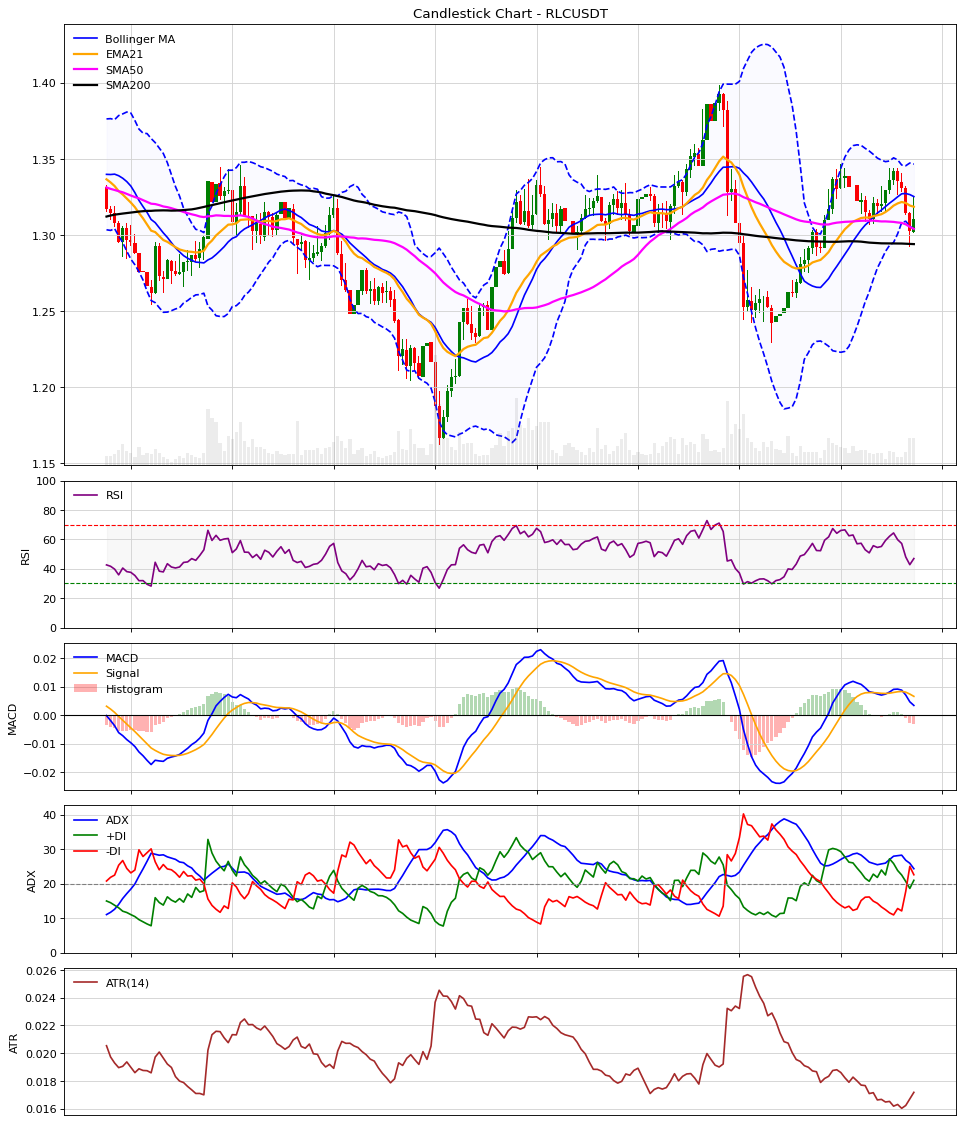 Candlestick Chart - RLCUSDT
Bollinger MA
EMA21
SMA50
SMA200
1.40
1.35
1.30
1.25
1.20
1.15
RSI
100
80
60
40
20
0
RSI
MACD
Signal
Histogram
0.02
0.01
0.00
−0.01
−0.02
MACD
ADX
+DI
-DI
40
30
20
10
0
ADX
ATR(14)
0.026
0.024
0.022
0.020
0.018
0.016
ATR